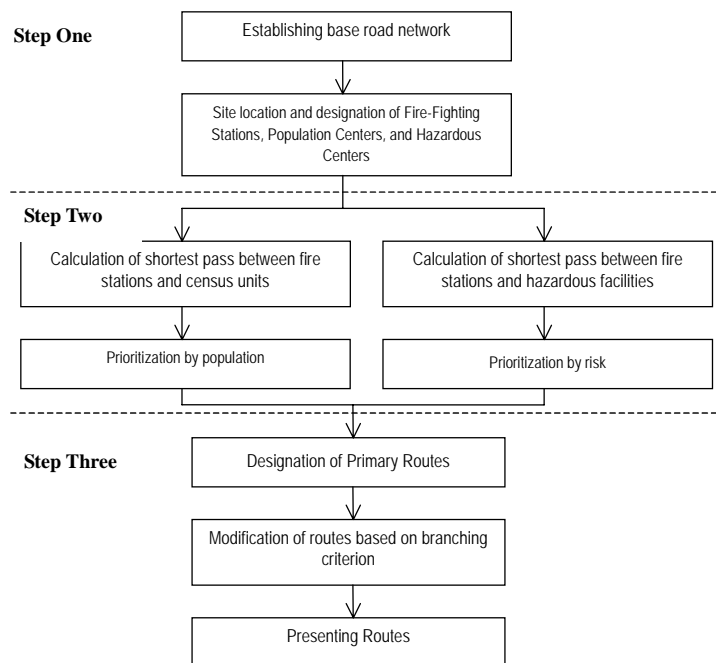 Step One
Establishing base road network
Site location and designation of Fire-Fighting
Stations, Population Centers, and Hazardous
Centers
Step Two
Calculation of shortest pass between fire
stations and census units
Calculation of shortest pass between fire
stations and hazardous facilities
Prioritization by population
Prioritization by risk
Step Three
Designation of Primary Routes
Modification of routes based on branching
criterion
Presenting Routes